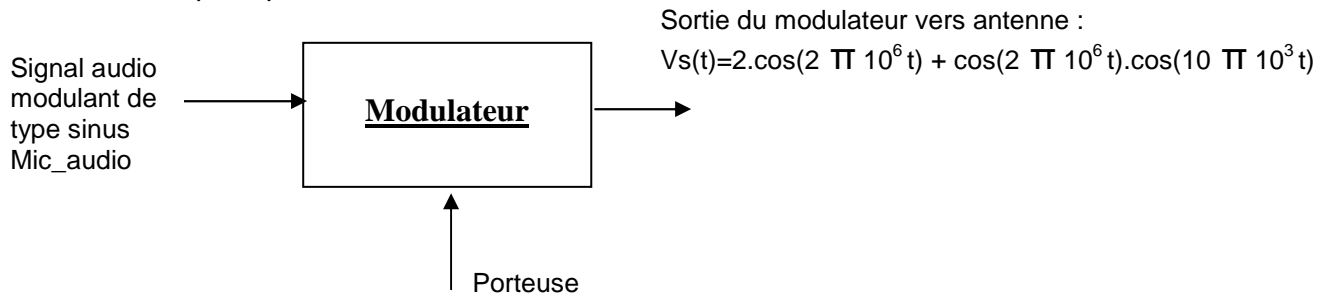 Sortie du modulateur vers antenne :
Vs(t)=2.cos(2 π 10⁶ t) + cos(2 π 10⁶ t).cos(10 π 10³ t)
Signal audio
modulant de
type sinus
Mic_audio
Modulateur
Porteuse